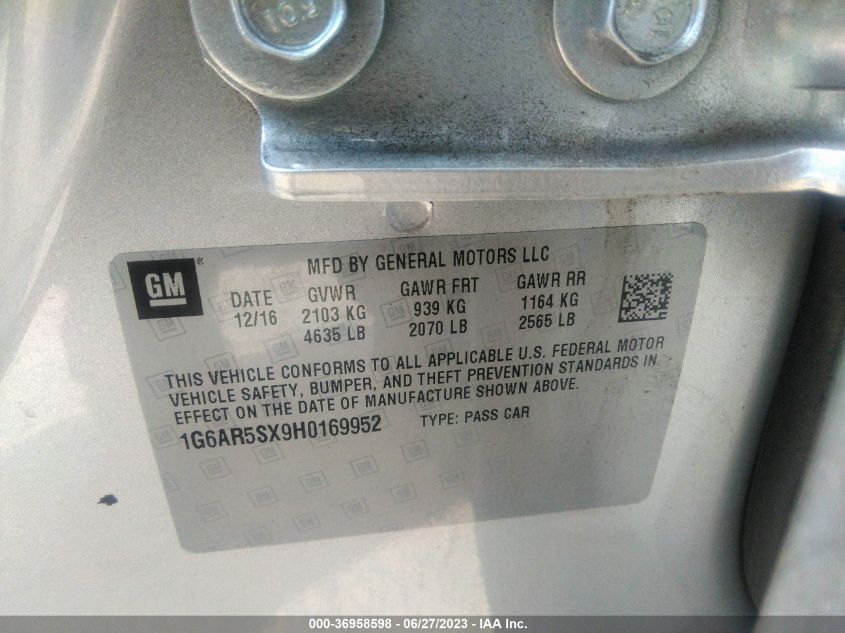 GM
®
MFD BY GENERAL MOTORS LLC
DATE GVWR GAWR FRT GAWR RR
12/16 2103 KG 939 KG 1164 KG
4635 LB 2070 LB 2565 LB
THIS VEHICLE CONFORMS TO ALL APPLICABLE U.S. FEDERAL MOTOR
VEHICLE SAFETY, BUMPER, AND THEFT PREVENTION STANDARDS IN
EFFECT ON THE DATE OF MANUFACTURE SHOWN ABOVE.
1G6AR5SX9H0169952 TYPE: PASS CAR
000-36958598 - 06/27/2023 - IAA Inc.